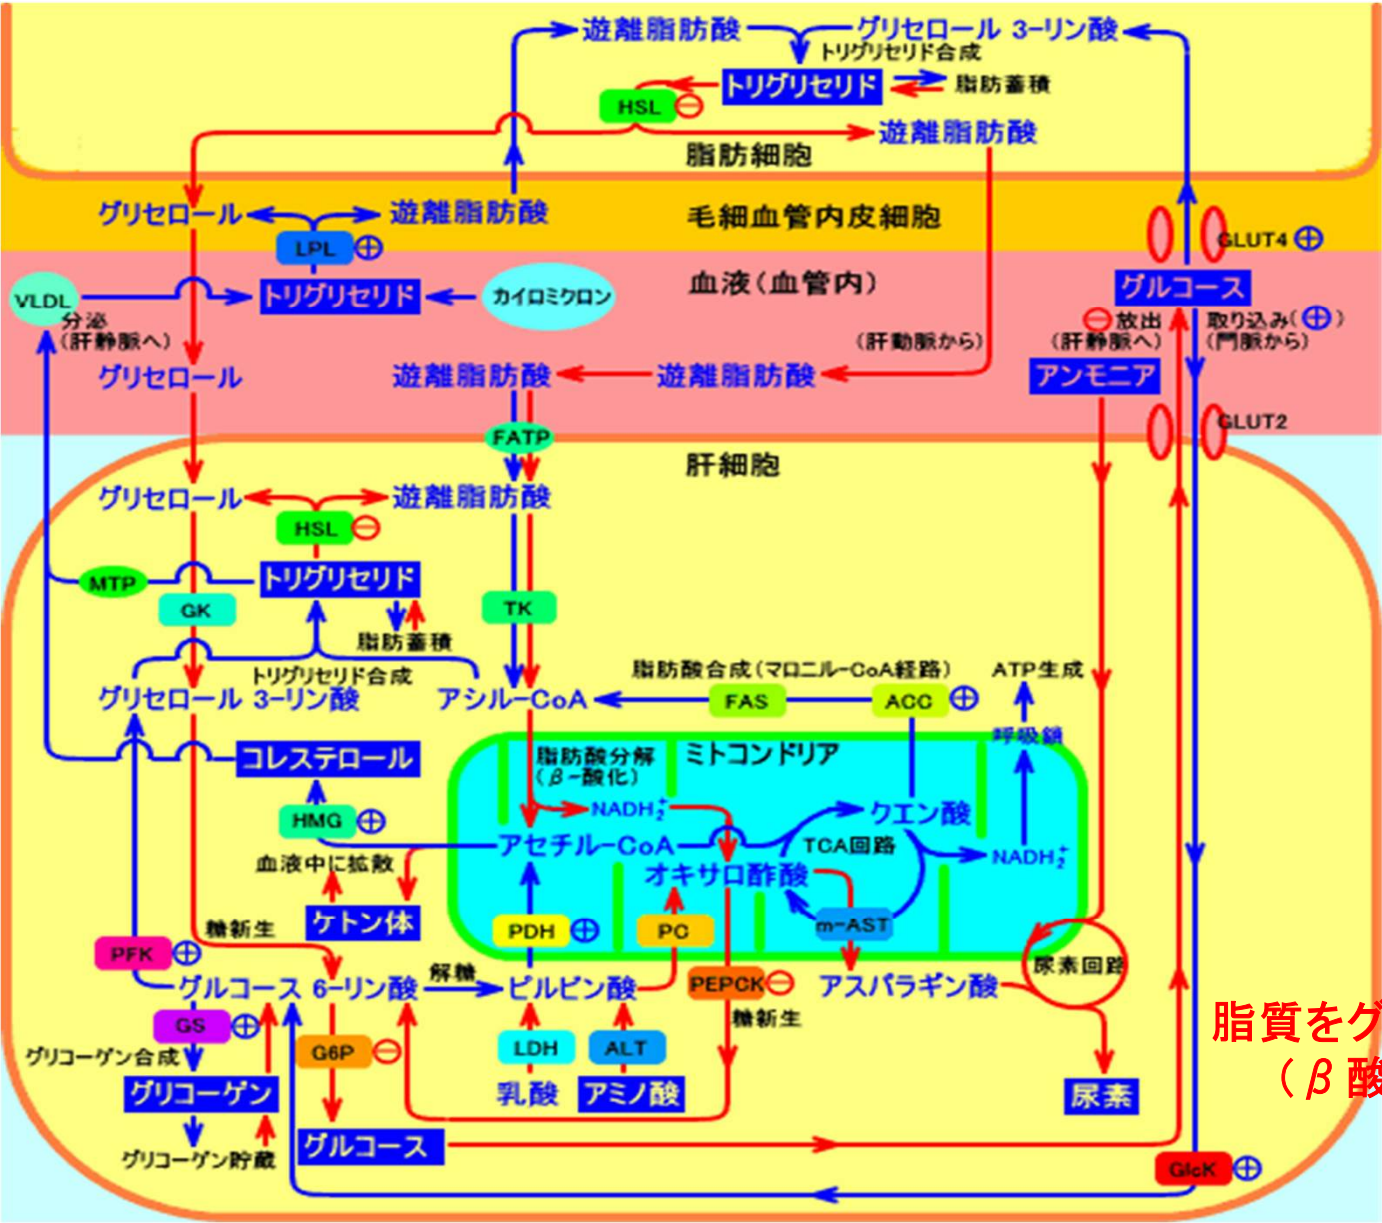 遊離脂肪酸
グリセロール 3-リン酸
トリグリセリド合成
トリグリセリド
脂肪蓄積
HSL
遊離脂肪酸
脂肪細胞
グリセロール
遊離脂肪酸
毛細血管内皮細胞
LPL
GLUT4
VLDL
トリグリセリド
カイロミクロン
血液(血管内)
グルコース
分泌
(肝静脈へ)
(肝動脈から)
放出
(肝静脈へ)
取り込み( )
(門脈から)
グリセロール
遊離脂肪酸
遊離脂肪酸
アンモニア
FATP
GLUT2
肝細胞
グリセロール
遊離脂肪酸
HSL
MTP
トリグリセリド
GK
TK
脂肪蓄積
トリグリセリド合成
グリセロール 3-リン酸
アシル-CoA
脂肪酸合成(マロニル-CoA経路)
FAS
ACC
ATP生成
呼吸鎖
コレステロール
脂肪酸分解
(β-酸化)
ミトコンドリア
NADH₂⁺
クエン酸
HMG
アセチル-CoA
TCA回路
NADH₂⁺
血液中に拡散
オキサロ酢酸
ケトン体
PDH
PC
m-AST
糖新生
PFK
解糖
グルコース 6-リン酸
ピルビン酸
PEPCK
アスパラギン酸
尿素回路
糖新生
GS
G6P
LDH
ALT
グリコーゲン合成
グリコーゲン
乳酸
アミノ酸
尿素
グリコーゲン貯蔵
グルコース
GlcK
脂質をグ
(β酸